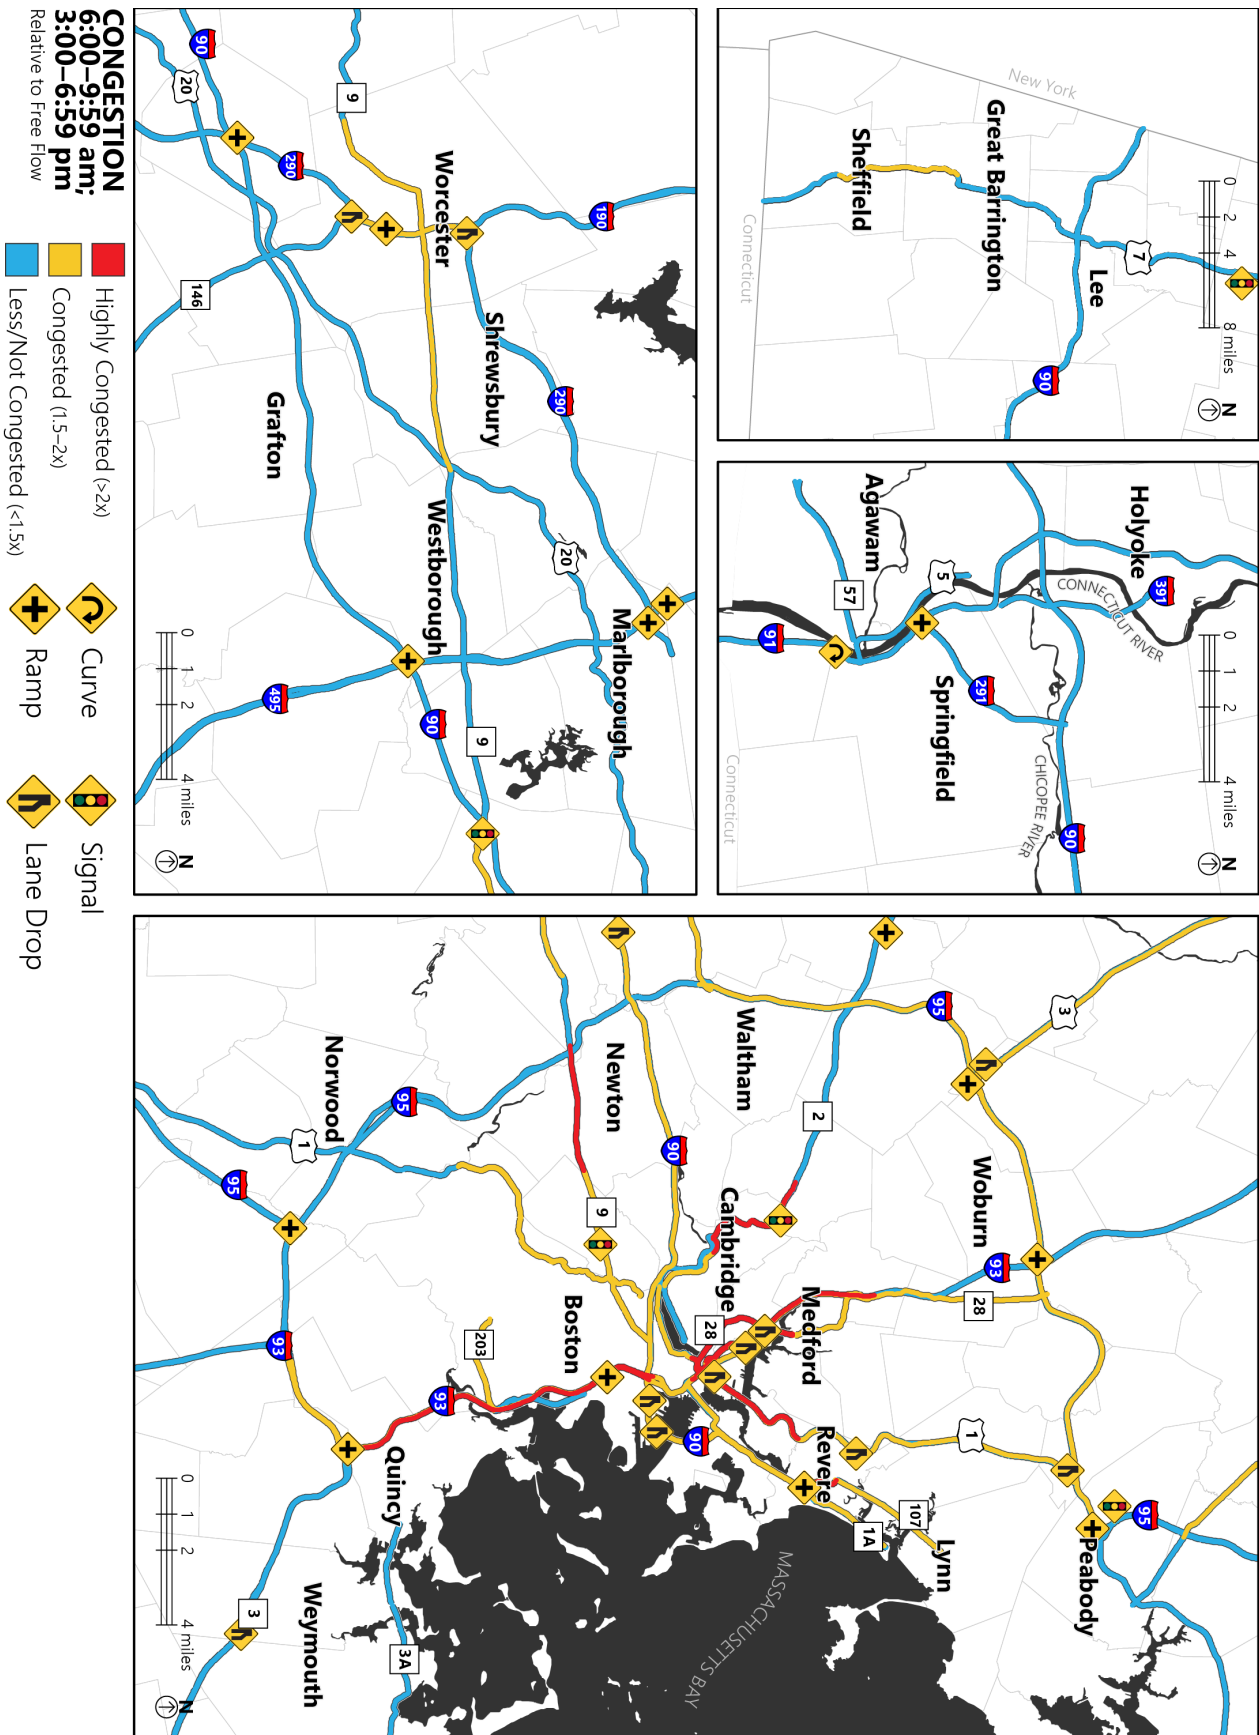 New York
Great Barrington
Sheffield
Lee
7
90
Connecticut
0 2 4 8 miles
N
Holyoke
391
CONNECTICUT RIVER
Agawam
5
57
91
291
Springfield
CHICOPEE RIVER
90
Connecticut
0 1 2 4 miles
N
90
20
9
290
Worcester
190
146
Shrewsbury
290
Grafton
Westborough
20
Marlborough
495
90
9
0 1 2 4 miles
N
3
95
Waltham
Woburn
2
Newton
90
Norwood
95
1
95
Cambridge
9
93
28
Medford
28
Boston
203
93
93
Revere
1
90
107
1A
Lynn
95
Peabody
Quincy
Weymouth
3
3A
MASSACHUSETTS BAY
0 1 2 4 miles
N
CONGESTION
6:00–9:59 am;
3:00–6:59 pm
Relative to Free Flow
Highly Congested (>2x)
Congested (1.5–2x)
Less/Not Congested (<1.5x)
Curve
Ramp
Signal
Lane Drop